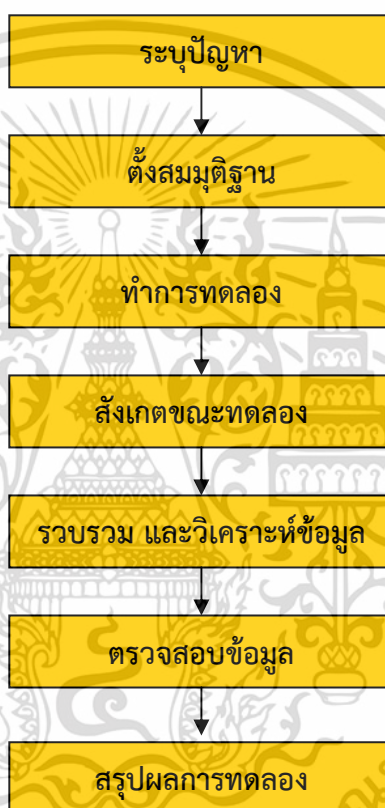 ระบุปัญหา
ตั้งสมมุติฐาน
ทำการทดลอง
สังเกตขณะทดลอง
รวบรวม และวิเคราะห์ข้อมูล
ตรวจสอบข้อมูล
สรุปผลการทดลอง